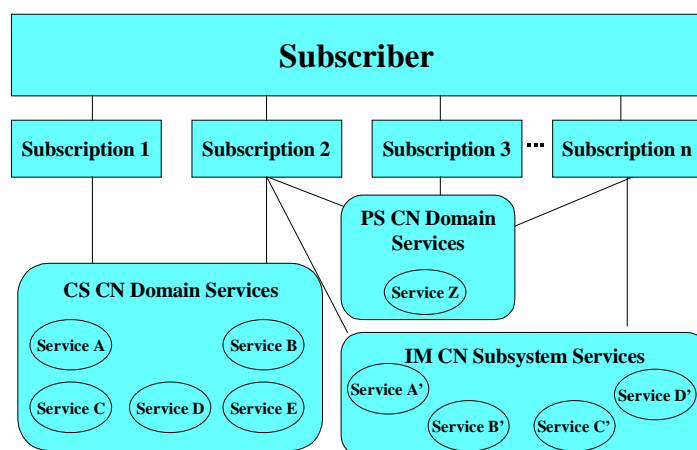 Subscriber
Subscription 1
Subscription 2
Subscription 3
...
Subscription n
PS CN Domain
Services
Service Z
CS CN Domain Services
Service A
Service B
Service C
Service D
Service E
IM CN Subsystem Services
Service A’
Service B’
Service C’
Service D’